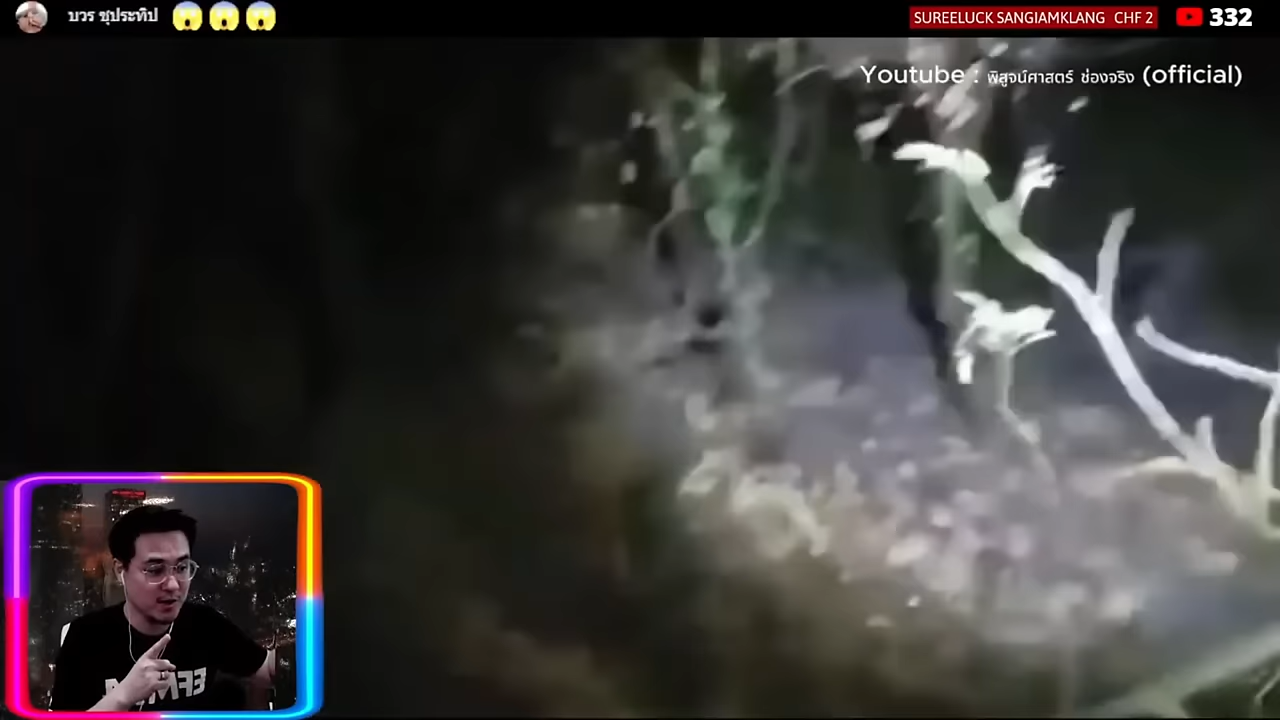 บวร ชุประทิป 😱😱😱
SUREELUCK SANGIAMKLANG CHF 2
332
Youtube : พิสูจน์ศาสตร์ ช่องจริง (official)